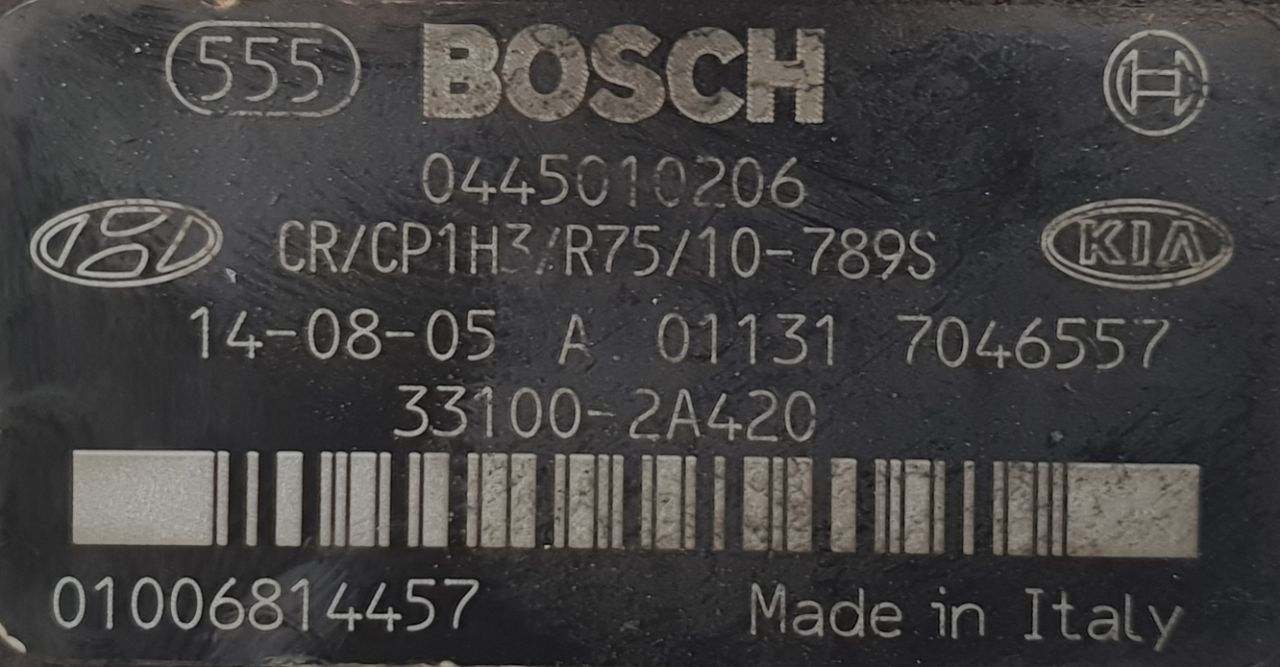 555 BOSCH
0445010206
CR/CP1H3/R75/10-789S KIA
14-08-05 A 01131 7046557
33100-2A420
01006814457 Made in Italy